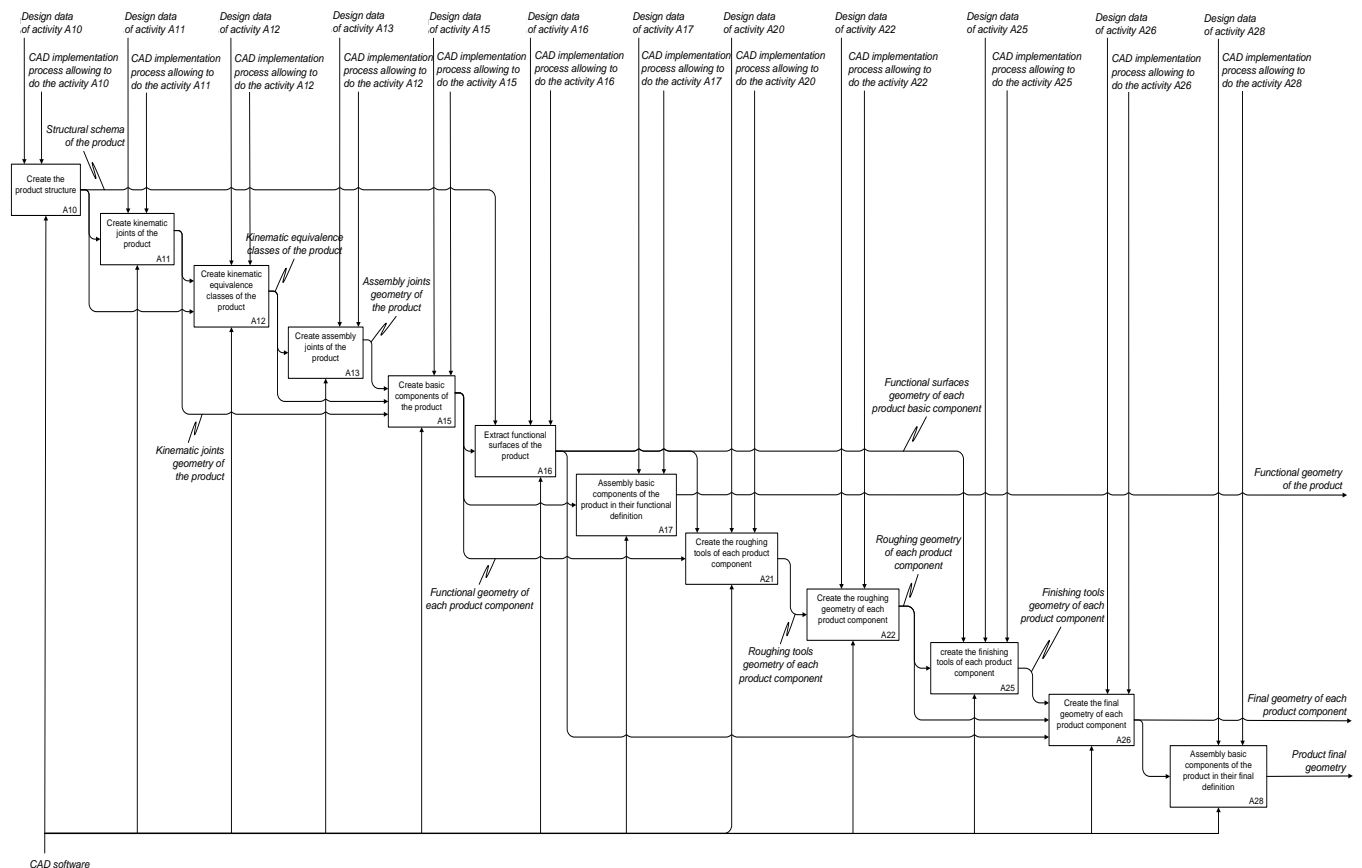 Design data
of activity A10
Design data
of activity A11
Design data
of activity A12
Design data
of activity A13
Design data
of activity A15
Design data
of activity A16
Design data
of activity A17
Design data
of activity A20
Design data
of activity A22
Design data
of activity A25
Design data
of activity A26
Design data
of activity A28
CAD implementation
process allowing to
do the activity A10
CAD implementation
process allowing to
do the activity A11
CAD implementation
process allowing to
do the activity A12
CAD implementation
process allowing to
do the activity A12
CAD implementation
process allowing to
do the activity A15
CAD implementation
process allowing to
do the activity A16
CAD implementation
process allowing to
do the activity A17
CAD implementation
process allowing to
do the activity A20
CAD implementation
process allowing to
do the activity A22
CAD implementation
process allowing to
do the activity A25
CAD implementation
process allowing to
do the activity A26
CAD implementation
process allowing to
do the activity A28
Structural schema
of the product
Create the
product structure
A10
Create kinematic
joints of the
product
A11
Kinematic equivalence
classes of the product
Create kinematic
equivalence
classes of the
product
A12
Assembly joints
geometry of
the product
Create assembly
joints of the
product
A13
Create basic
components of
the product
A15
Functional surfaces
geometry of each
product basic component
Kinematic joints
geometry of
the product
Extract functional
surfaces of the
product
A16
Functional geometry
of the product
Assembly basic
components of the
product in their functional
definition
A17
Create the roughing
tools of each product
component
A21
Roughing geometry
of each product
component
Functional geometry of
each product component
Create the roughing
geometry of each
product component
A22
Finishing tools
geometry of each
product component
Roughing tools
geometry of each
product component
create the finishing
tools of each product
component
A25
Create the final
geometry of each
product component
A26
Final geometry of each
product component
Assembly basic
components of the
product in their final
definition
A28
Product final
geometry
CAD software